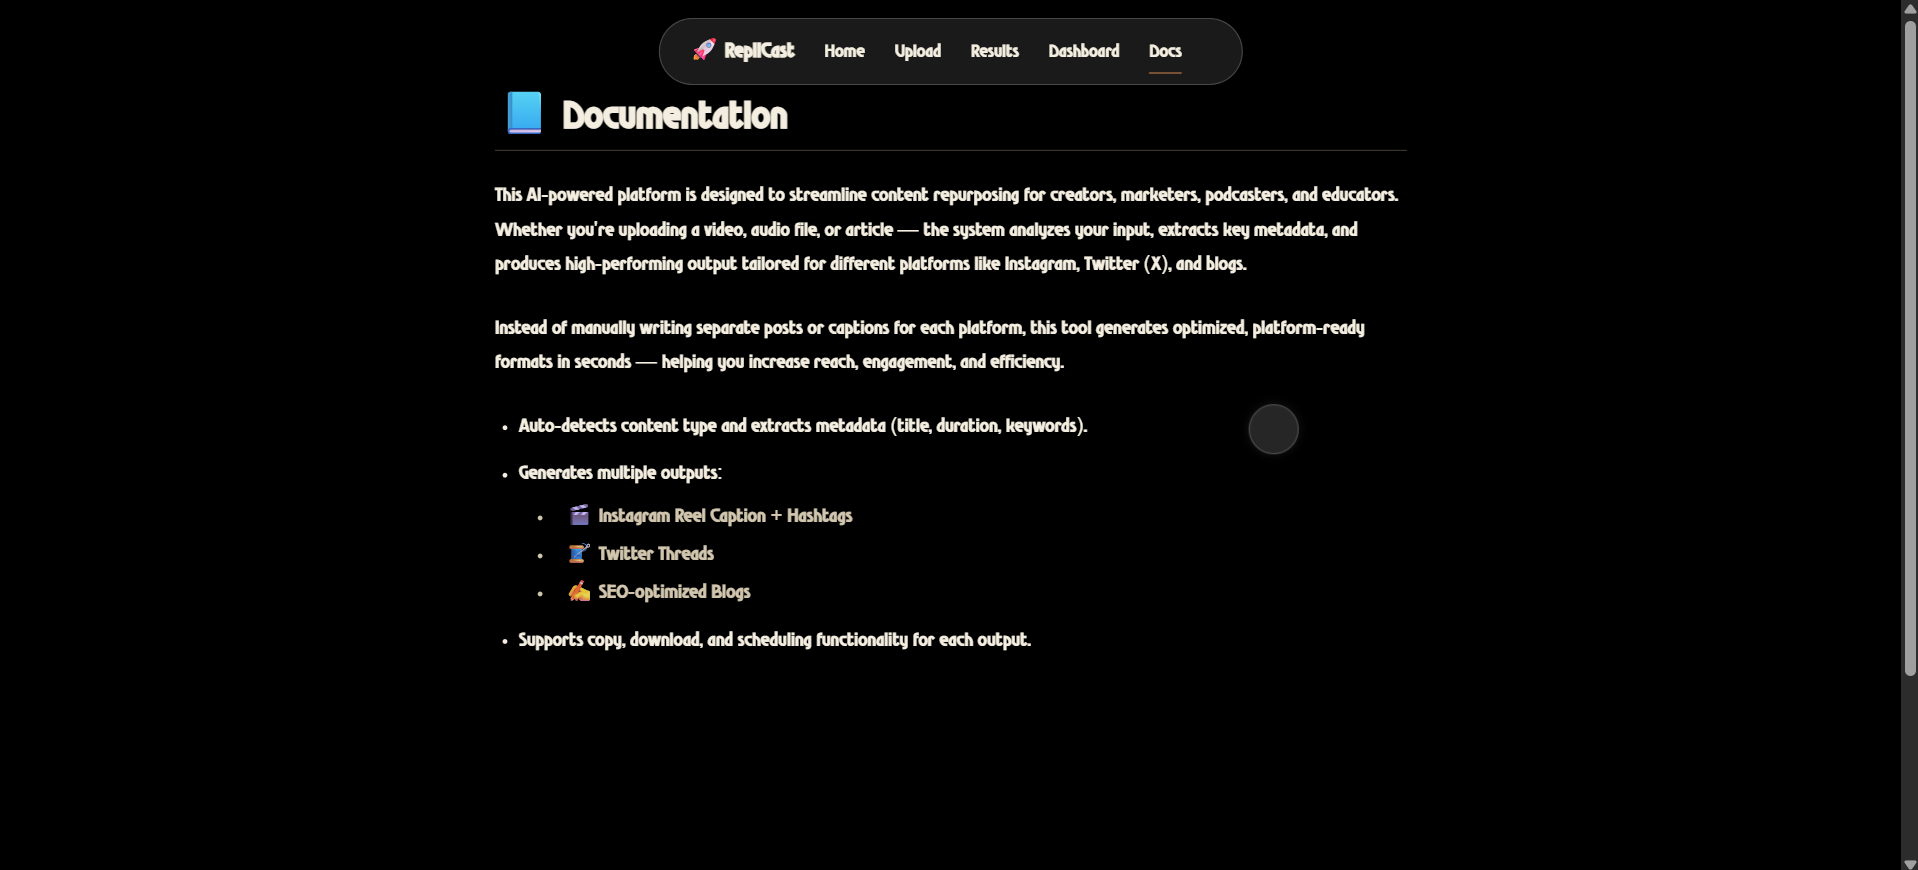 🚀 RepliCast Home Upload Results Dashboard Docs
📘 Documentation
This AI-powered platform is designed to streamline content repurposing for creators, marketers, podcasters, and educators.
Whether you're uploading a video, audio file, or article — the system analyzes your input, extracts key metadata, and
produces high-performing output tailored for different platforms like Instagram, Twitter (X), and blogs.
Instead of manually writing separate posts or captions for each platform, this tool generates optimized, platform-ready
formats in seconds — helping you increase reach, engagement, and efficiency.
• Auto-detects content type and extracts metadata (title, duration, keywords).
• Generates multiple outputs:
• 🎬 Instagram Reel Caption + Hashtags
• 🧵 Twitter Threads
• ✍️ SEO-optimized Blogs
• Supports copy, download, and scheduling functionality for each output.